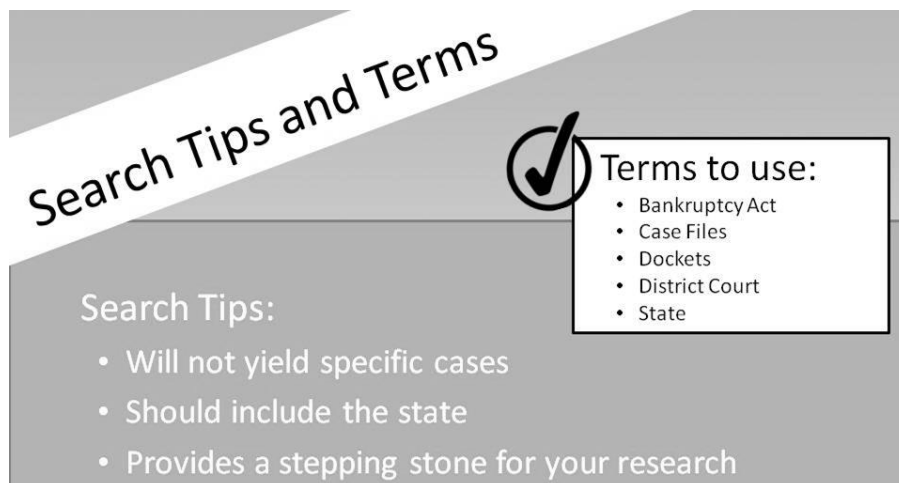 Search Tips and Terms
Terms to use:
• Bankruptcy Act
• Case Files
• Dockets
• District Court
• State
Search Tips:
• Will not yield specific cases
• Should include the state
• Provides a stepping stone for your research